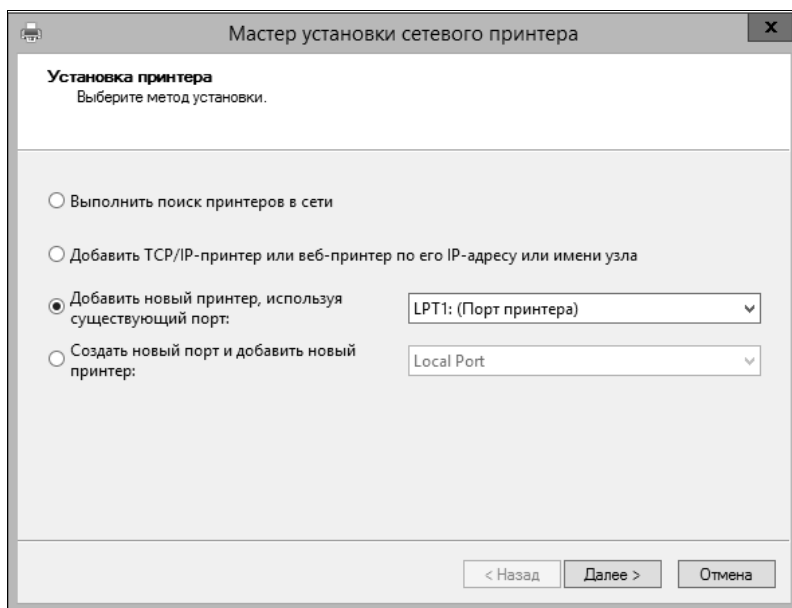 Мастер установки сетевого принтера
x
Установка принтера
Выберите метод установки.
Выполнить поиск принтеров в сети
Добавить TCP/IP-принтер или веб-принтер по его IP-адресу или имени узла
Добавить новый принтер, используя
существующий порт:
LPT1: (Порт принтера)
Создать новый порт и добавить новый
принтер:
Local Port
< Назад
Далее >
Отмена